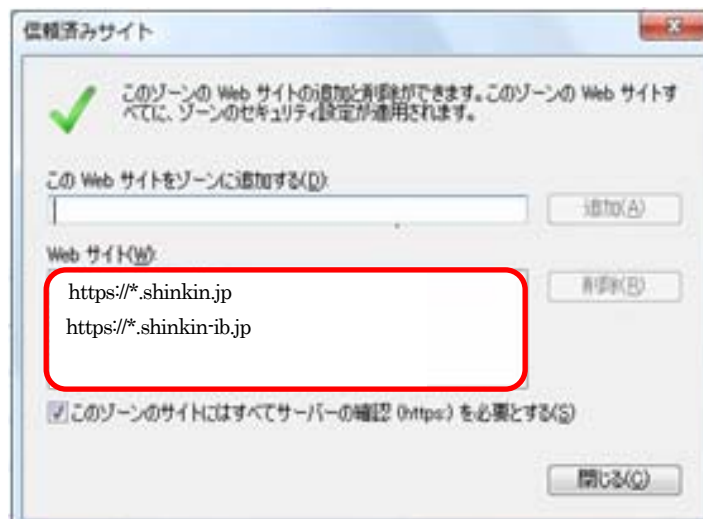 信頼済みサイト
このゾーンの Web サイトの追加と削除ができます。このゾーンの Web サイトす
べてに、ゾーンのセキュリティ設定が適用されます。
この Web サイトをゾーンに追加する(D):
追加(A)
Web サイト(W):
https://*.shinkin.jp
削除(R)
https://*.shinkin-ib.jp
このゾーンのサイトにはすべてサーバーの確認 (https:) を必要とする(S)
閉じる(C)